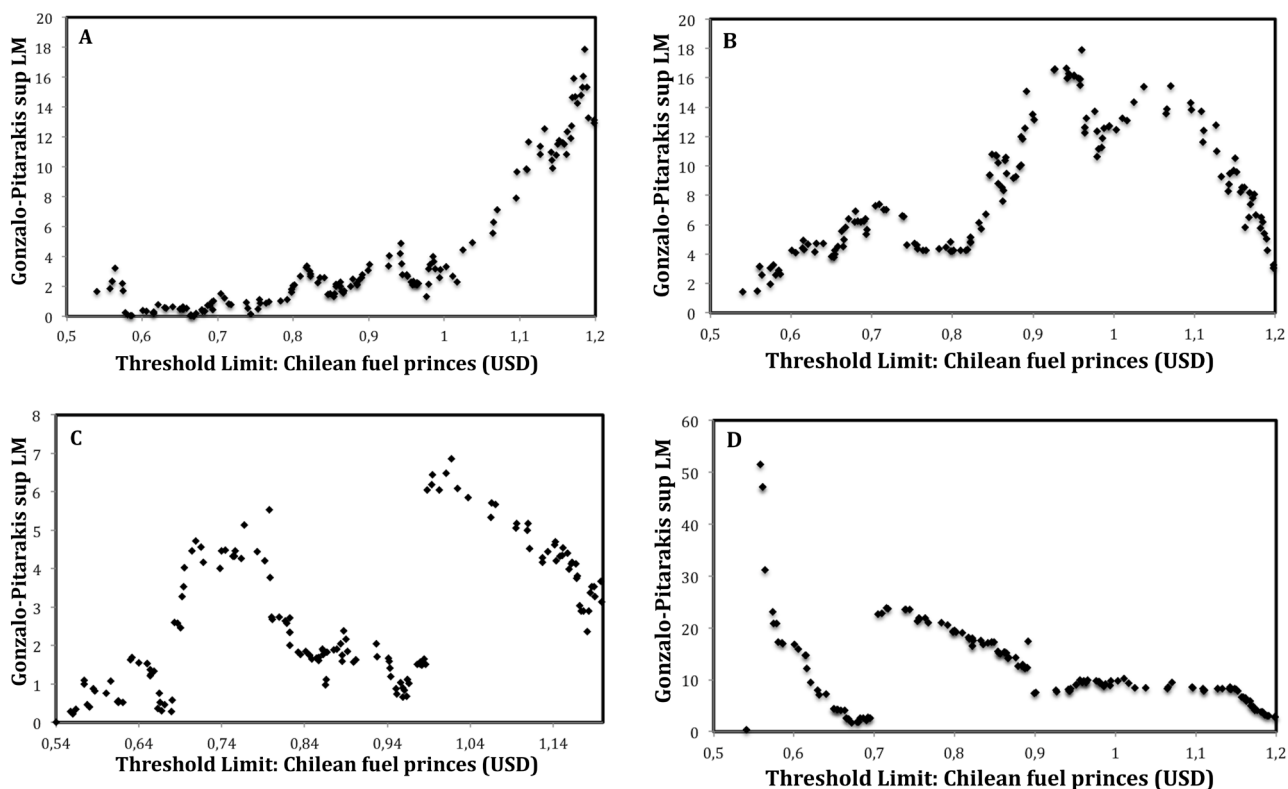 A
Gonzalo-Pitarakis sup LM
20
18
16
14
12
10
8
6
4
2
0
0,5 0,6 0,7 0,8 0,9 1 1,1 1,2
Threshold Limit: Chilean fuel princes (USD)
B
Gonzalo-Pitarakis sup LM
20
18
16
14
12
10
8
6
4
2
0
0,5 0,6 0,7 0,8 0,9 1 1,1 1,2
Threshold Limit: Chilean fuel princes (USD)
C
Gonzalo-Pitarakis sup LM
8
7
6
5
4
3
2
1
0
0,54 0,64 0,74 0,84 0,94 1,04 1,14
Threshold Limit: Chilean fuel princes (USD)
D
Gonzalo-Pitarakis sup LM
60
50
40
30
20
10
0
0,5 0,6 0,7 0,8 0,9 1 1,1 1,2
Threshold Limit: Chilean fuel princes (USD)